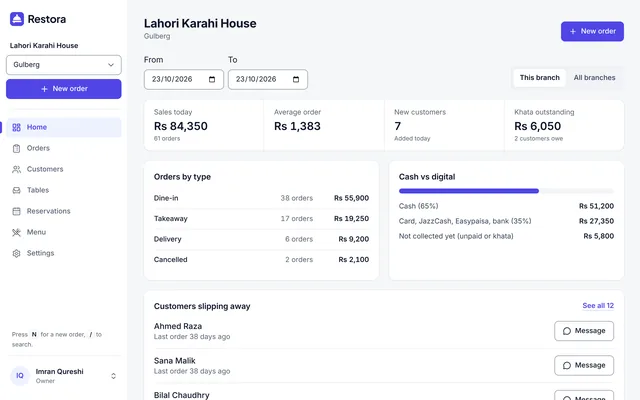 Restora
Lahori Karahi House
Gulberg
+ New order
Home
Orders
Customers
Tables
Reservations
Menu
Settings
Press N for a new order, / to
search.
IQ
Imran Qureshi
Owner
Lahori Karahi House
Gulberg
+ New order
From To
23/10/2026 23/10/2026
This branch All branches
Sales today
Rs 84,350
61 orders
Average order
Rs 1,383
New customers
7
Added today
Khata outstanding
Rs 6,050
2 customers owe
Orders by type
Dine-in 38 orders Rs 55,900
Takeaway 17 orders Rs 19,250
Delivery 6 orders Rs 9,200
Cancelled 2 orders Rs 2,100
Cash vs digital
Cash (65%) Rs 51,200
Card, JazzCash, Easypaisa, bank (35%) Rs 27,350
Not collected yet (unpaid or khata) Rs 5,800
Customers slipping away See all 12
Ahmed Raza
Last order 38 days ago
Message
Sana Malik
Last order 38 days ago
Message
Bilal Chaudhry
Message